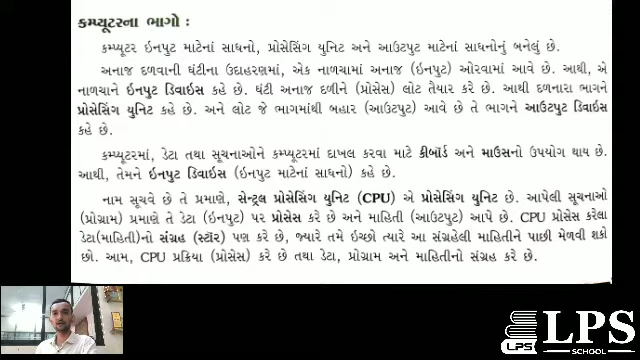 કમ્પ્યૂટરના ભાગો :
કમ્પ્યૂટર ઇનપુટ માટેનાં સાધનો, પ્રોસેસિંગ યુનિટ અને આઉટપુટ માટેનાં સાધનોનું બનેલું છે.
અનાજ દળવાની ઘંટીના ઉદાહરણમાં, એક નાળચામાં અનાજ (ઇનપુટ) ઓરવામાં આવે છે. આથી, એ
નાળચાને ઇનપુટ ડિવાઇસ કહે છે. ઘંટી અનાજ દળીને (પ્રોસેસ) લોટ તૈયાર કરે છે. આથી દળનારા ભાગને
પ્રોસેસિંગ યુનિટ કહે છે. અને લોટ જે ભાગમાંથી બહાર (આઉટપુટ) આવે છે તે ભાગને આઉટપુટ ડિવાઇસ
કહે છે.
કમ્પ્યૂટરમાં, ડેટા તથા સૂચનાઓને કમ્પ્યૂટરમાં દાખલ કરવા માટે કીબૉર્ડ અને માઉસનો ઉપયોગ થાય છે.
આથી, તેમને ઇનપુટ ડિવાઇસ (ઇનપુટ માટેનાં સાધનો) કહે છે.
નામ સૂચવે છે તે પ્રમાણે, સેન્ટ્રલ પ્રોસેસિંગ યુનિટ (CPU) એ પ્રોસેસિંગ યુનિટ છે. આપેલી સૂચનાઓ
(પ્રોગ્રામ) પ્રમાણે તે ડેટા (ઇનપુટ) પર પ્રોસેસ કરે છે અને માહિતી (આઉટપુટ) આપે છે. CPU પ્રોસેસ કરેલા
ડેટા(માહિતી)નો સંગ્રહ (સ્ટૉર) પણ કરે છે, જ્યારે તમે ઇચ્છો ત્યારે આ સંગ્રહેલી માહિતીને પાછી મેળવી શકો
છો. આમ, CPU પ્રક્રિયા (પ્રોસેસ) કરે છે તથા ડેટા, પ્રોગ્રામ અને માહિતીનો સંગ્રહ કરે છે.
LPS
LPS
SCHOOL